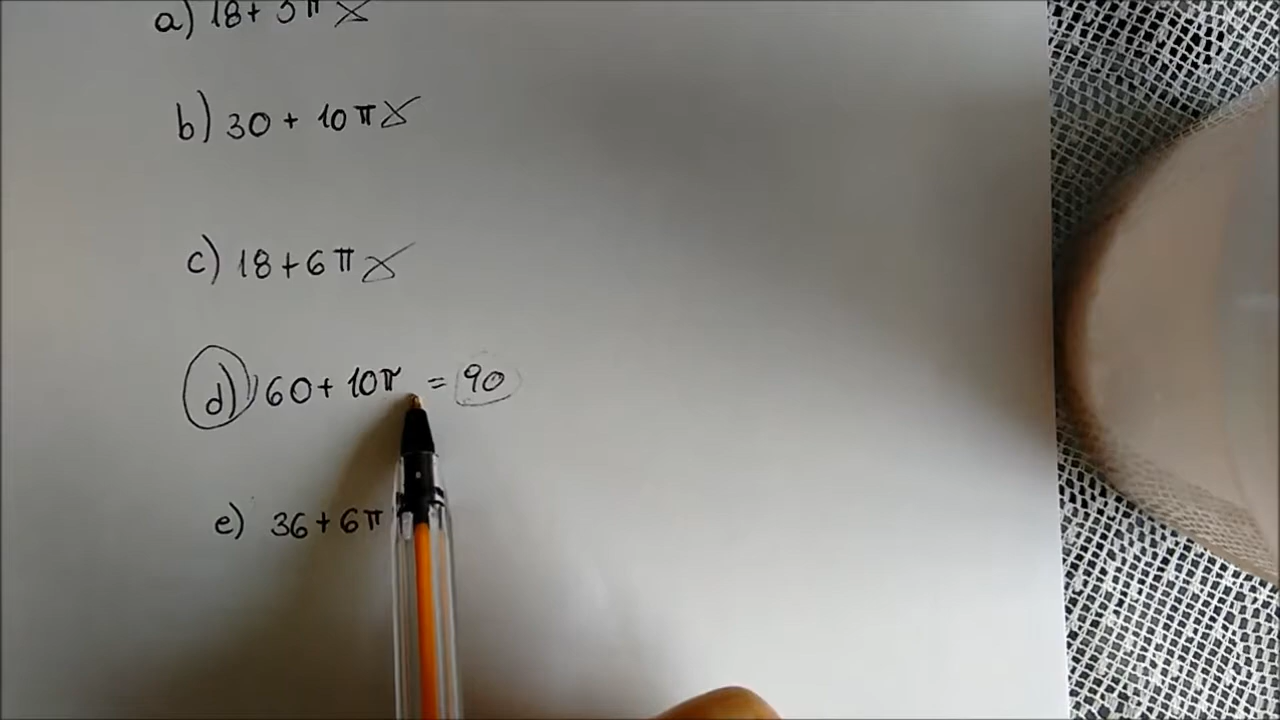 a) 18+ 3π X
b) 30 + 10π X
c) 18+6π X
d) 60+ 10π = 90
e) 36+6π